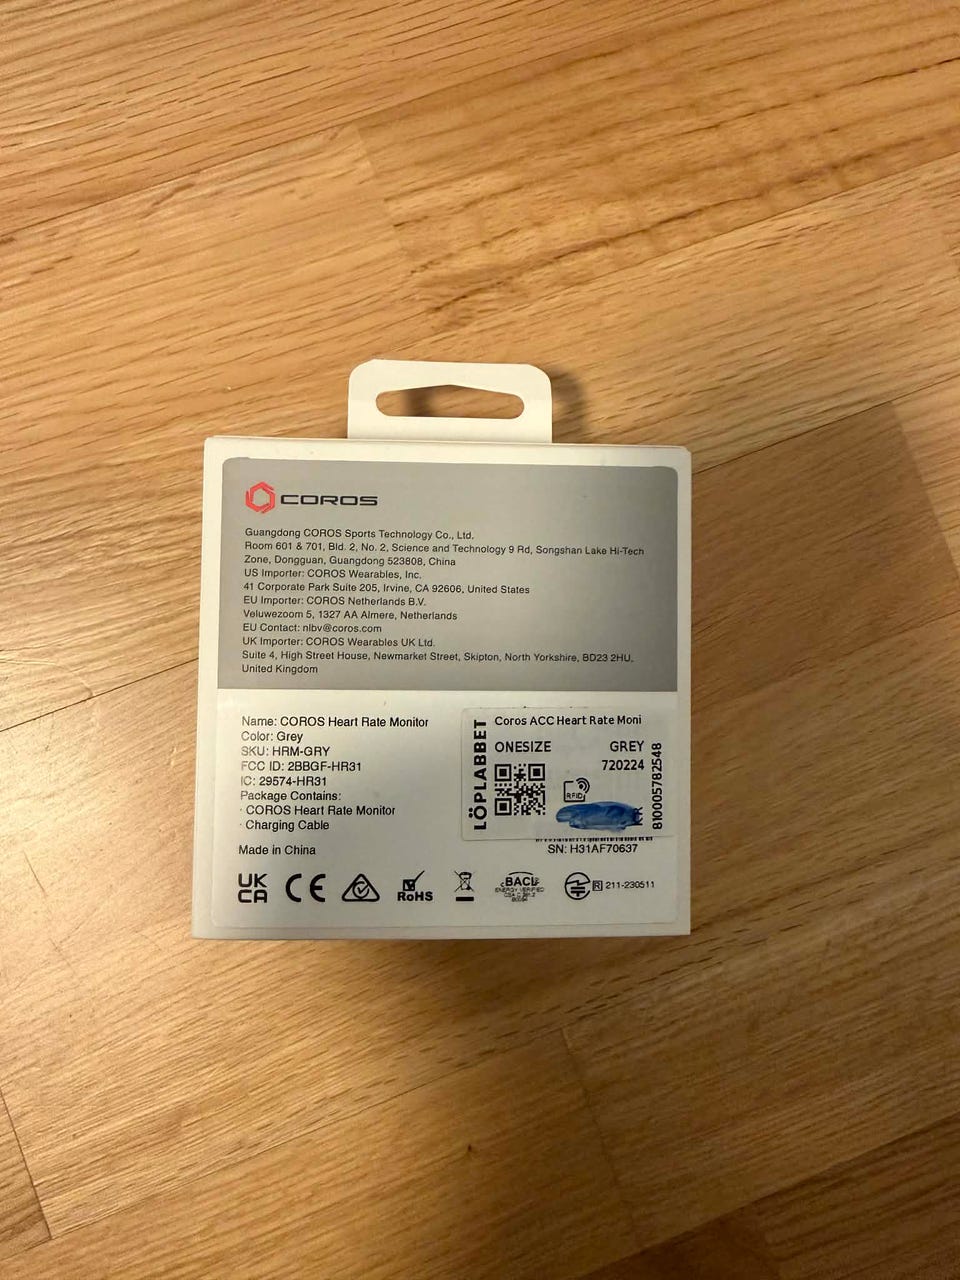 COROS
Guangdong COROS Sports Technology Co., Ltd.
Room 601 & 701, Bld. 2, No. 2, Science and Technology 9 Rd, Songshan Lake Hi-Tech
Zone, Dongguan, Guangdong 523808, China
US Importer: COROS Wearables, Inc.
41 Corporate Park Suite 205, Irvine, CA 92606, United States
EU Importer: COROS Netherlands B.V.
Veluwezoom 5, 1327 AA Almere, Netherlands
EU Contact: nlbv@coros.com
UK Importer: COROS Wearables UK Ltd.
Suite 4, High Street House, Newmarket Street, Skipton, North Yorkshire, BD23 2HU,
United Kingdom
Name: COROS Heart Rate Monitor
Color: Grey
SKU: HRM-GRY
FCC ID: 2BBGF-HR31
IC: 29574-HR31
Package Contains:
· COROS Heart Rate Monitor
· Charging Cable
Made in China
LÖPLABBET
Coros ACC Heart Rate Moni
ONESIZE GREY
720224
RFID
810005782548
SN: H31AF70637
UK
CA
CE
RoHS
BACL
ENERGY VERIFIED
R 211-230511